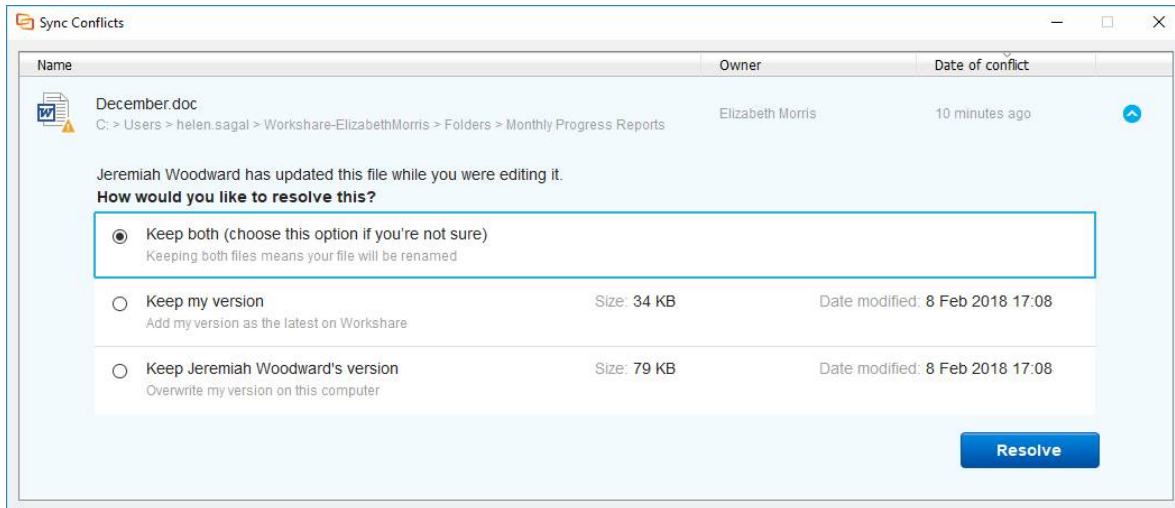 Sync Conflicts
Name Owner Date of conflict
December.doc
C: > Users > helen.sagal > Workshare-ElizabethMorris > Folders > Monthly Progress Reports Elizabeth Morris 10 minutes ago
Jeremiah Woodward has updated this file while you were editing it.
How would you like to resolve this?
Keep both (choose this option if you're not sure)
Keeping both files means your file will be renamed
Keep my version Size: 34 KB Date modified: 8 Feb 2018 17:08
Add my version as the latest on Workshare
Keep Jeremiah Woodward's version Size: 79 KB Date modified: 8 Feb 2018 17:08
Overwrite my version on this computer
Resolve